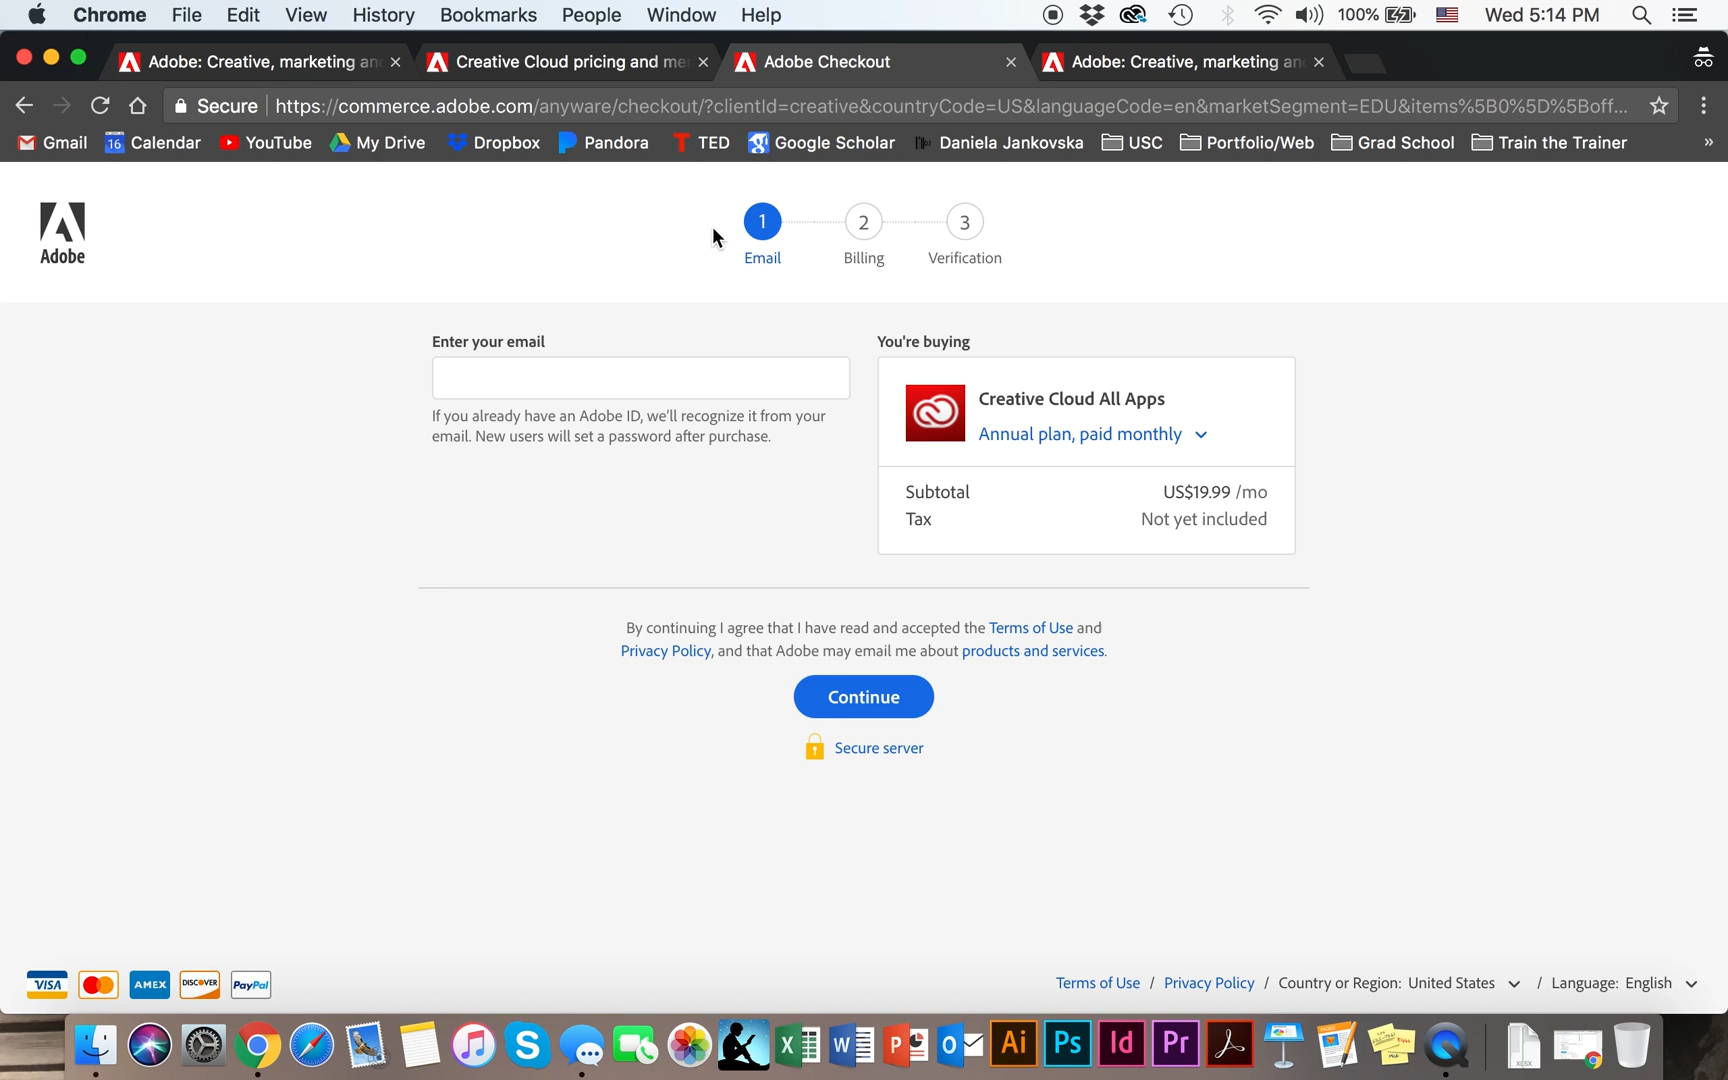 Chrome File Edit View History Bookmarks People Window Help 100% Wed 5:14 PM
Adobe: Creative, marketing an Creative Cloud pricing and me Adobe Checkout Adobe: Creative, marketing an
Secure https://commerce.adobe.com/anyware/checkout/?clientId=creative&countryCode=US&languageCode=en&marketSegment=EDU&items%5B0%5D%5Boff...
Gmail 16 Calendar YouTube My Drive Dropbox Pandora T TED Google Scholar Daniela Jankovska USC Portfolio/Web Grad School Train the Trainer »
Adobe
1 2 3
Email Billing Verification
Enter your email
If you already have an Adobe ID, we'll recognize it from your
email. New users will set a password after purchase.
You're buying
Creative Cloud All Apps
Annual plan, paid monthly
Subtotal US$19.99 /mo
Tax Not yet included
By continuing I agree that I have read and accepted the Terms of Use and
Privacy Policy, and that Adobe may email me about products and services.
Continue
Secure server
VISA AMEX DISCOVER PayPal
Terms of Use / Privacy Policy / Country or Region: United States / Language: English
S X W P O Ai Ps Id Pr XLSX